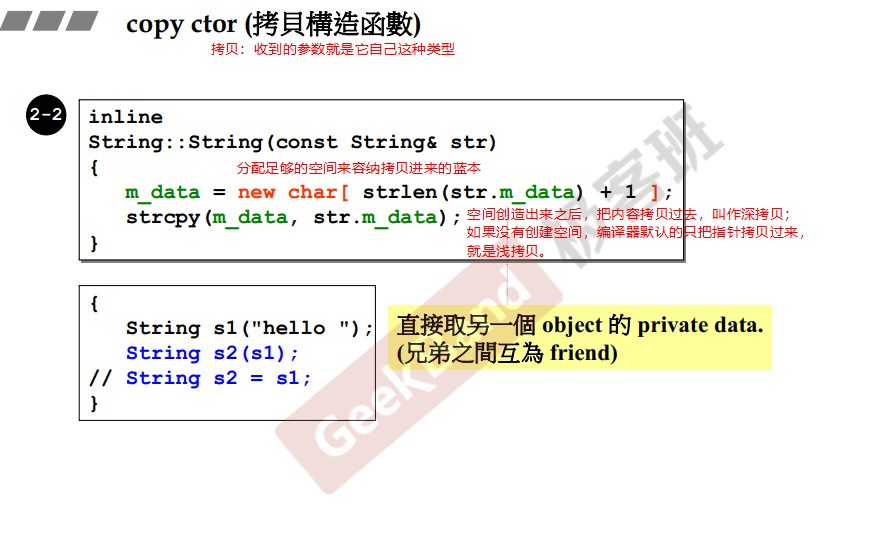 copy ctor (拷貝構造函數)
拷贝：收到的参数就是它自己这种类型
2-2
inline
String::String(const String& str)
{
分配足够的空间来容纳拷贝进来的蓝本
m_data = new char[ strlen(str.m_data) + 1 ];
strcpy(m_data, str.m_data);
空间创造出来之后，把内容拷贝过去，叫作深拷贝；
如果没有创建空间，编译器默认的只把指针拷贝过来，
就是浅拷贝。
}
{
String s1("hello ");
String s2(s1);
// String s2 = s1;
}
直接取另一個 object 的 private data.
(兄弟之間互為 friend)
GeekBand 极客班